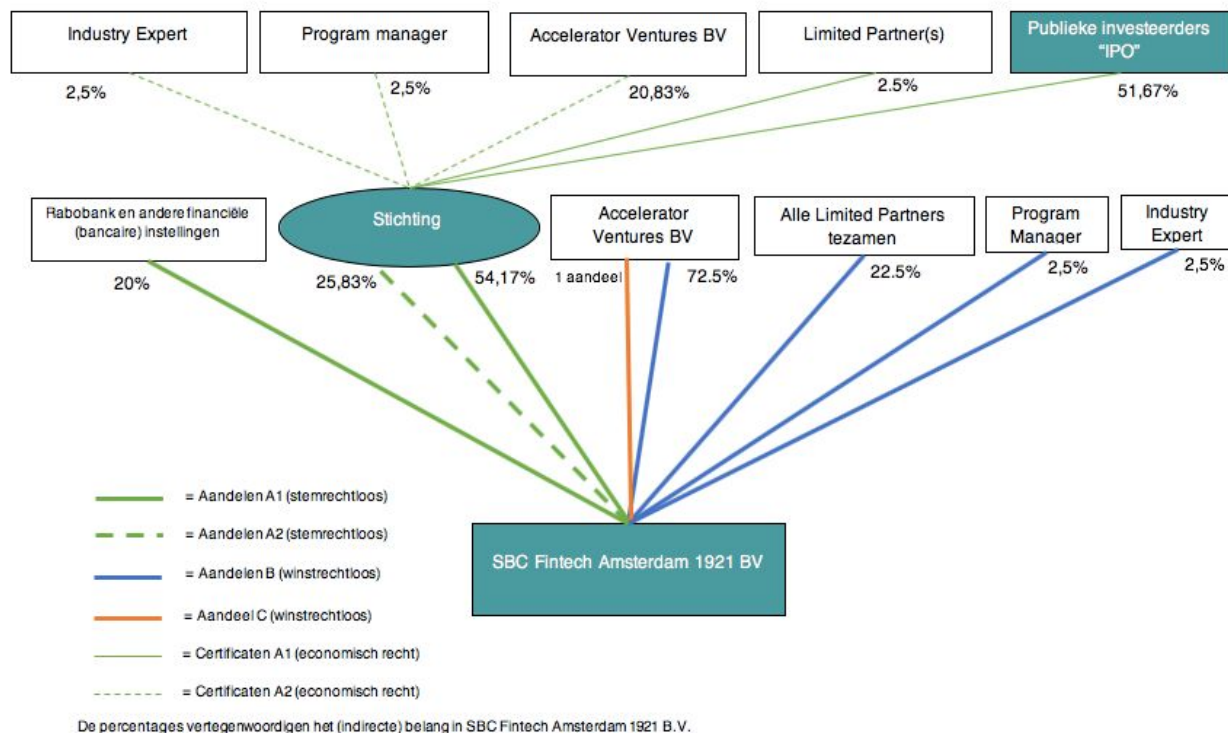 Industry Expert
Program manager
Accelerator Ventures BV
Limited Partner(s)
Publieke investeerders
“IPO”
2,5%
2,5%
20,83%
2.5%
51,67%
Rabobank en andere financiële
(bancaire) instellingen
Stichting
Accelerator
Ventures BV
Alle Limited Partners
tezamen
Program
Manager
Industry
Expert
20%
25,83%
54,17%
1 aandeel
72.5%
22.5%
2,5%
2,5%
= Aandelen A1 (stemrechtloos)
= Aandelen A2 (stemrechtloos)
= Aandelen B (winstrechtloos)
= Aandeel C (winstrechtloos)
= Certificaten A1 (economisch recht)
= Certificaten A2 (economisch recht)
SBC Fintech Amsterdam 1921 BV
De percentages vertegenwoordigen het (indirecte) belang in SBC Fintech Amsterdam 1921 B.V.